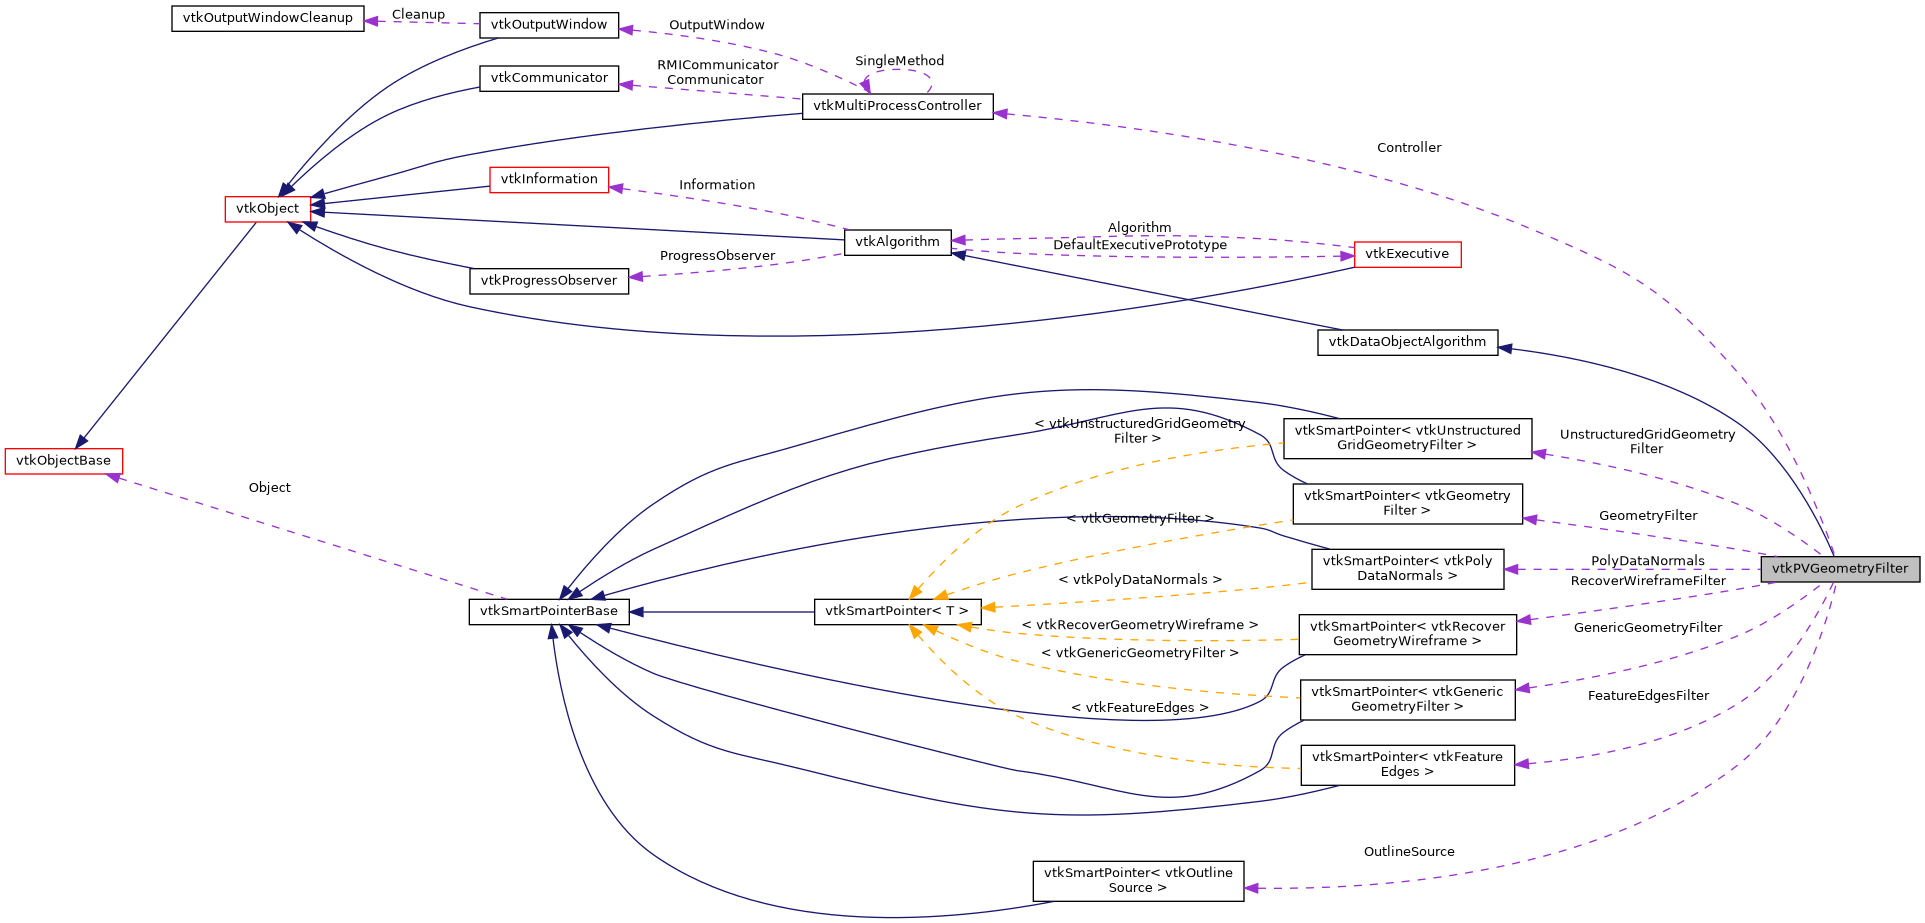 vtkOutputWindowCleanup
Cleanup
vtkOutputWindow
OutputWindow
vtkCommunicator
RMICommunicator
Communicator
SingleMethod
vtkMultiProcessController
Controller
vtkInformation
Information
vtkObject
vtkAlgorithm
Algorithm
DefaultExecutivePrototype
vtkExecutive
ProgressObserver
vtkProgressObserver
vtkDataObjectAlgorithm
< vtkUnstructuredGridGeometry
Filter >
vtkSmartPointer< vtkUnstructured
GridGeometryFilter >
UnstructuredGridGeometry
Filter
vtkObjectBase
Object
vtkSmartPointer< vtkGeometry
Filter >
GeometryFilter
< vtkGeometryFilter >
vtkSmartPointer< vtkPoly
DataNormals >
PolyDataNormals
vtkPVGeometryFilter
RecoverWireframeFilter
< vtkPolyDataNormals >
vtkSmartPointerBase
vtkSmartPointer< T >
< vtkRecoverGeometryWireframe >
vtkSmartPointer< vtkRecover
GeometryWireframe >
GenericGeometryFilter
< vtkGenericGeometryFilter >
vtkSmartPointer< vtkGeneric
GeometryFilter >
FeatureEdgesFilter
< vtkFeatureEdges >
vtkSmartPointer< vtkFeature
Edges >
OutlineSource
vtkSmartPointer< vtkOutline
Source >